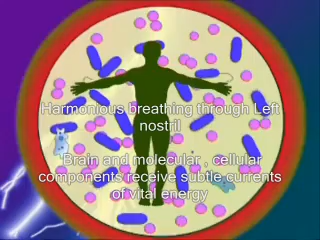 Harmonious breathing through Left
nostril
Brain and molecular , cellular
components receive subtle currents
of vital energy